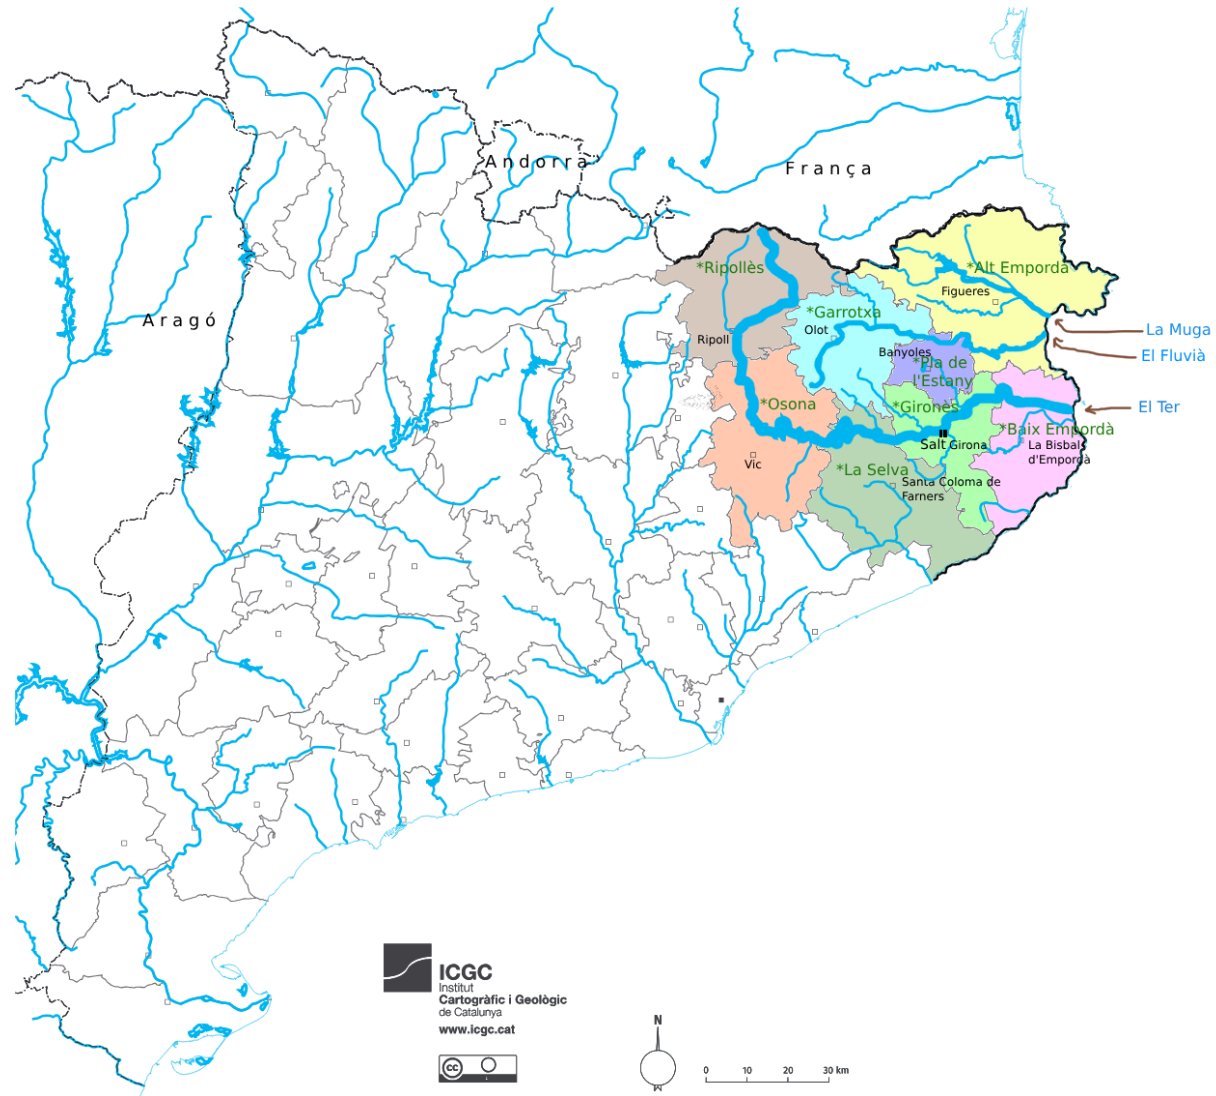 Andorra
França
Aragó
*Ripollès
*Alt Empordà
Figueres
*Garrotxa
Olot
Ripoll
Banyoles
*Pla de
l'Estany
La Muga
El Fluvià
El Ter
*Osona
*Gironès
*Baix Empordà
Salt
Girona
La Bisbal
d'Empordà
Vic
*La Selva
Santa Coloma de
Farners
ICGC
Institut
Cartogràfic i Geològic
de Catalunya
www.icgc.cat
cc
N
0 10 20 30 km